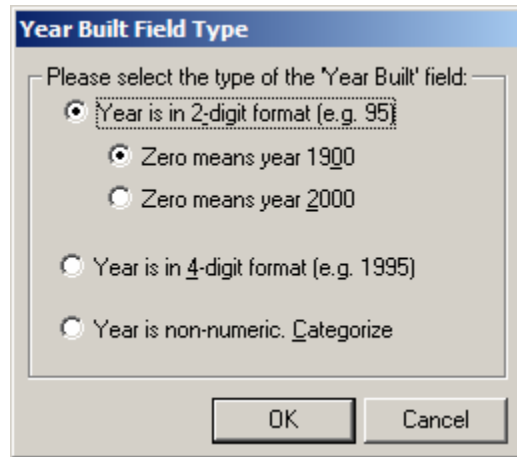 Year Built Field Type
Please select the type of the 'Year Built' field:
Year is in 2-digit format (e.g. 95)
Zero means year 1900
Zero means year 2000
Year is in 4-digit format (e.g. 1995)
Year is non-numeric. Categorize
OK Cancel